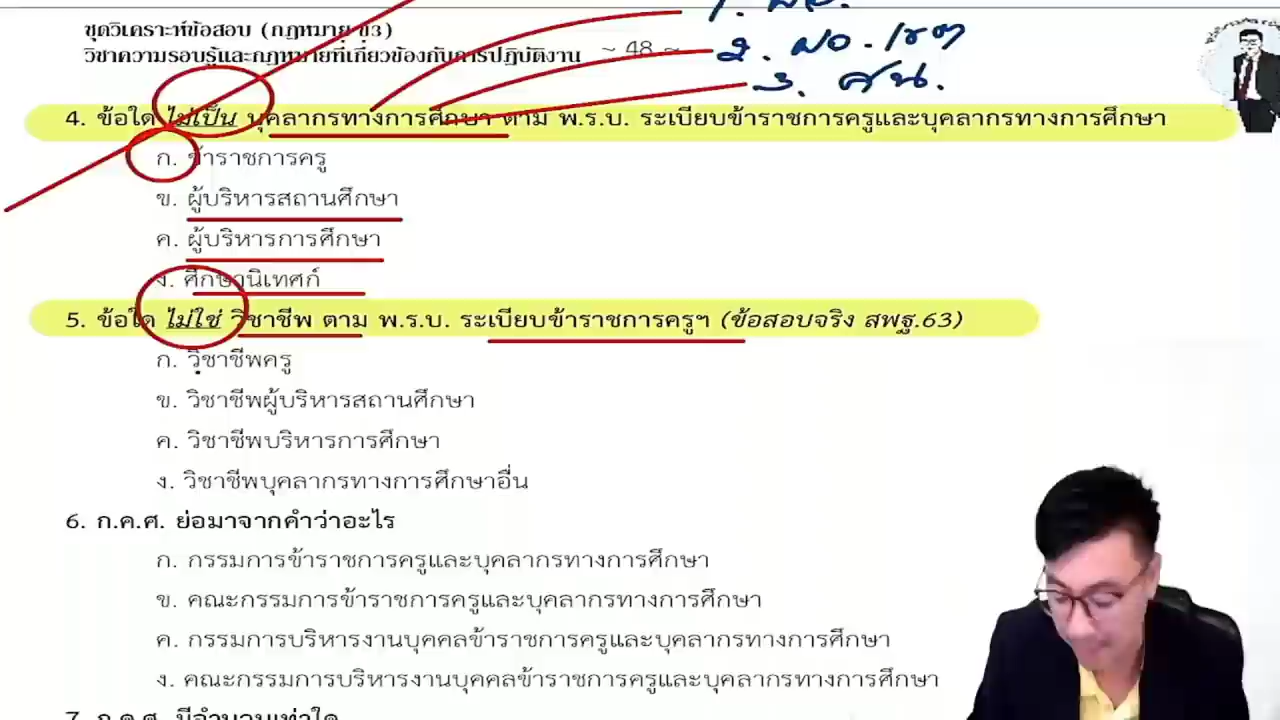 ชุดวิเคราะห์ข้อสอบ (กฎหมาย ข3)
วิชาความรอบรู้และกฎหมายที่เกี่ยวข้องกับการปฏิบัติงาน ~ 48 ~
2. ผอ.เขต
3. ศน.
4. ข้อใด ไม่เป็น บุคลากรทางการศึกษา ตาม พ.ร.บ. ระเบียบข้าราชการครูและบุคลากรทางการศึกษา
ก. ข้าราชการครู
ข. ผู้บริหารสถานศึกษา
ค. ผู้บริหารการศึกษา
ง. ศึกษานิเทศก์
5. ข้อใด ไม่ใช่ วิชาชีพ ตาม พ.ร.บ. ระเบียบข้าราชการครูฯ (ข้อสอบจริง สพฐ.63)
ก. วิชาชีพครู
ข. วิชาชีพผู้บริหารสถานศึกษา
ค. วิชาชีพบริหารการศึกษา
ง. วิชาชีพบุคลากรทางการศึกษาอื่น
6. ก.ค.ศ. ย่อมาจากคำว่าอะไร
ก. กรรมการข้าราชการครูและบุคลากรทางการศึกษา
ข. คณะกรรมการข้าราชการครูและบุคลากรทางการศึกษา
ค. กรรมการบริหารงานบุคคลข้าราชการครูและบุคลากรทางการศึกษา
ง. คณะกรรมการบริหารงานบุคคลข้าราชการครูและบุคลากรทางการศึกษา
7. ก.ค.ศ. มีจำนวนเท่าใด